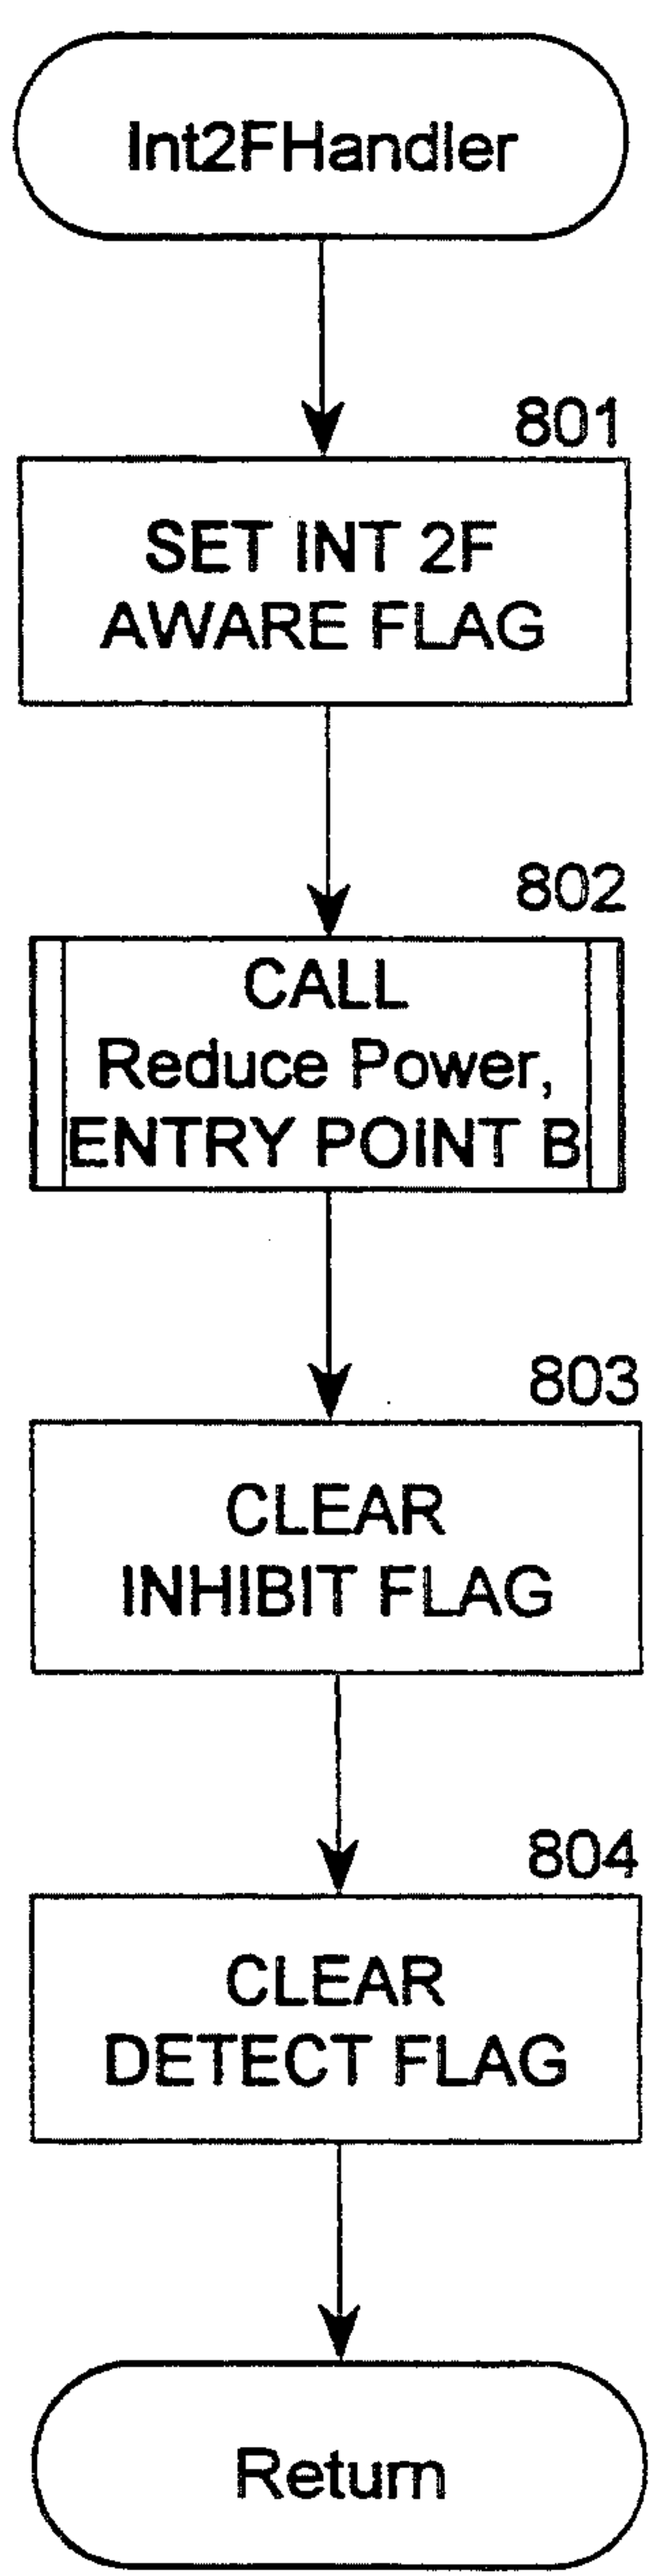 Int2FHandler
801
SET INT 2F
AWARE FLAG
802
CALL
Reduce Power,
ENTRY POINT B
803
CLEAR
INHIBIT FLAG
804
CLEAR
DETECT FLAG
Return